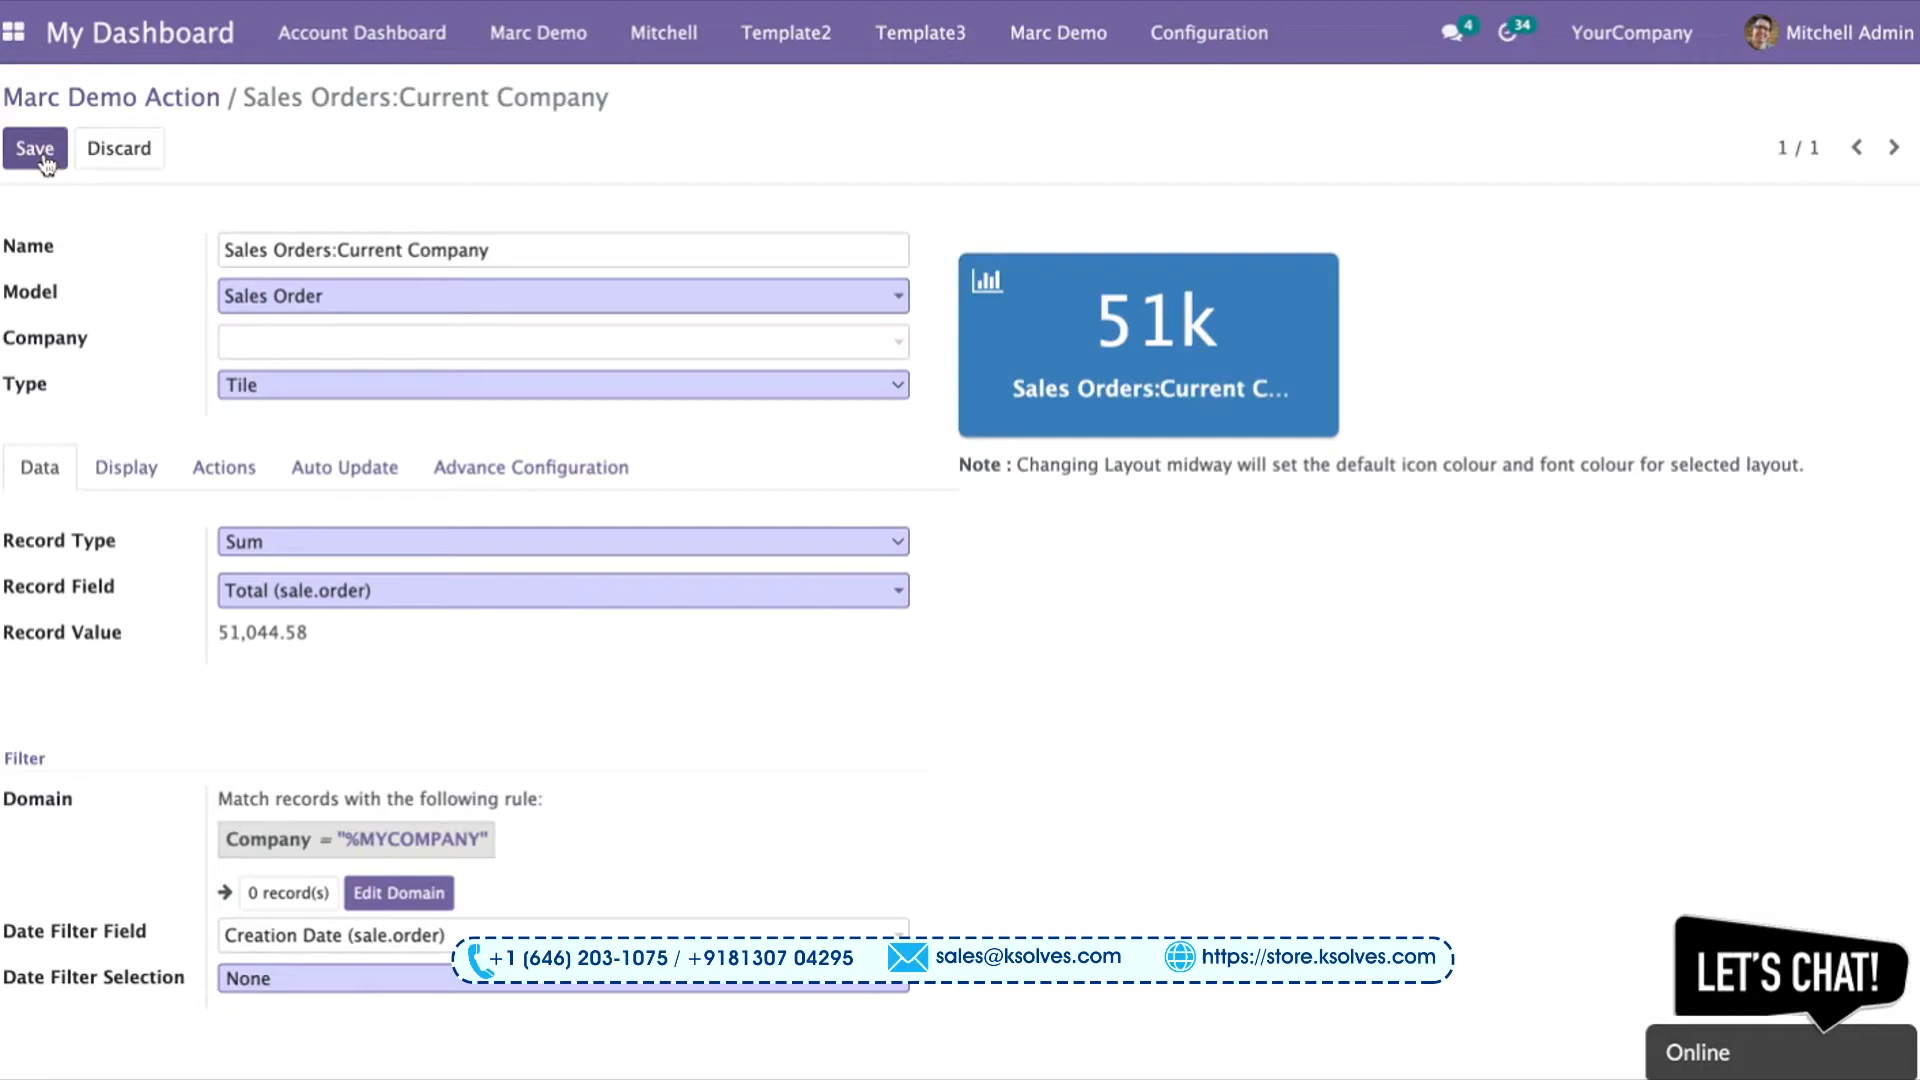 My Dashboard Account Dashboard Marc Demo Mitchell Template2 Template3 Marc Demo Configuration 4 34 YourCompany Mitchell Admin
Marc Demo Action / Sales Orders:Current Company
Save Discard 1 / 1
Name Sales Orders:Current Company
Model Sales Order
Company
Type Tile
51k
Sales Orders:Current C...
Note : Changing Layout midway will set the default icon colour and font colour for selected layout.
Data Display Actions Auto Update Advance Configuration
Record Type Sum
Record Field Total (sale.order)
Record Value 51,044.58
Filter
Domain Match records with the following rule:
Company = "%MYCOMPANY"
0 record(s) Edit Domain
Date Filter Field Creation Date (sale.order)
+1 (646) 203-1075 / +9181307 04295 sales@ksolves.com https://store.ksolves.com
Date Filter Selection None
LET'S CHAT!
Online